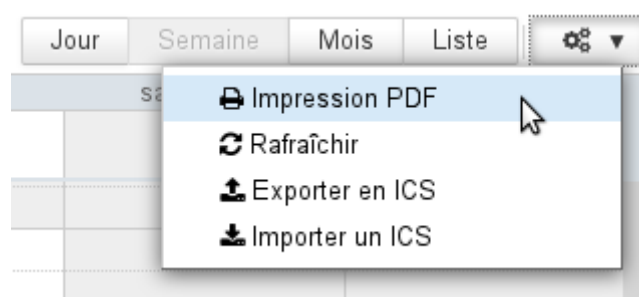 Jour Semaine Mois Liste
Impression PDF
Rafraîchir
Exporter en ICS
Importer un ICS